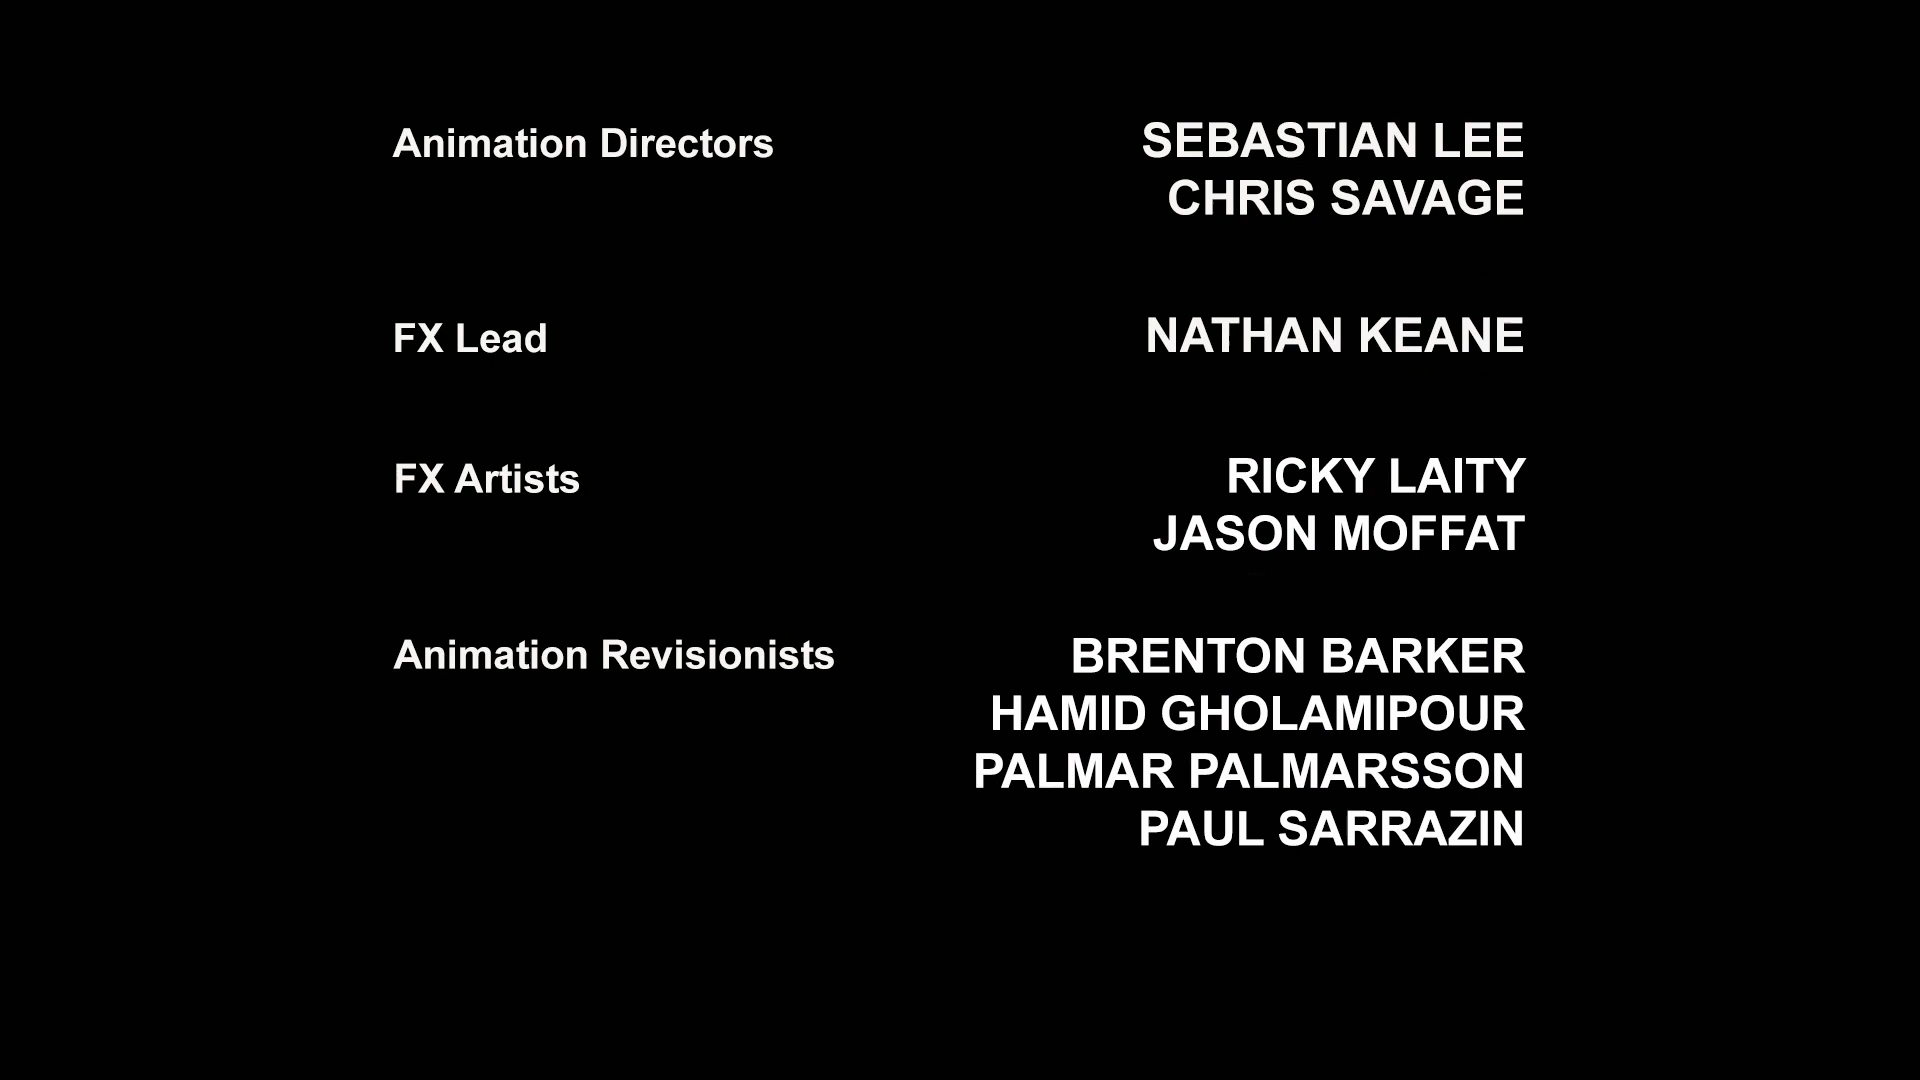 Animation Directors SEBASTIAN LEE
CHRIS SAVAGE
FX Lead NATHAN KEANE
FX Artists RICKY LAITY
JASON MOFFAT
Animation Revisionists BRENTON BARKER
HAMID GHOLAMIPOUR
PALMAR PALMARSSON
PAUL SARRAZIN